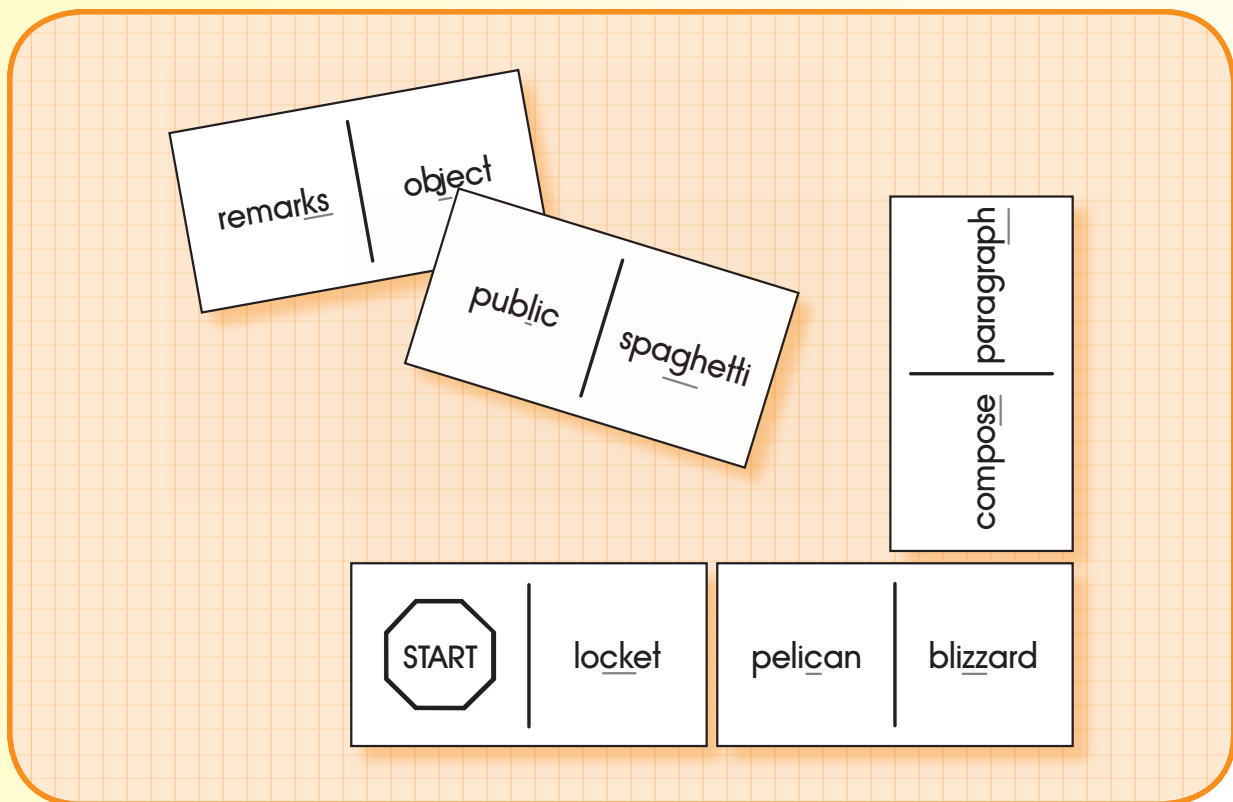 remarks
object
public
spaghetti
paragraph
compose
START
locket
pelican
blizzard